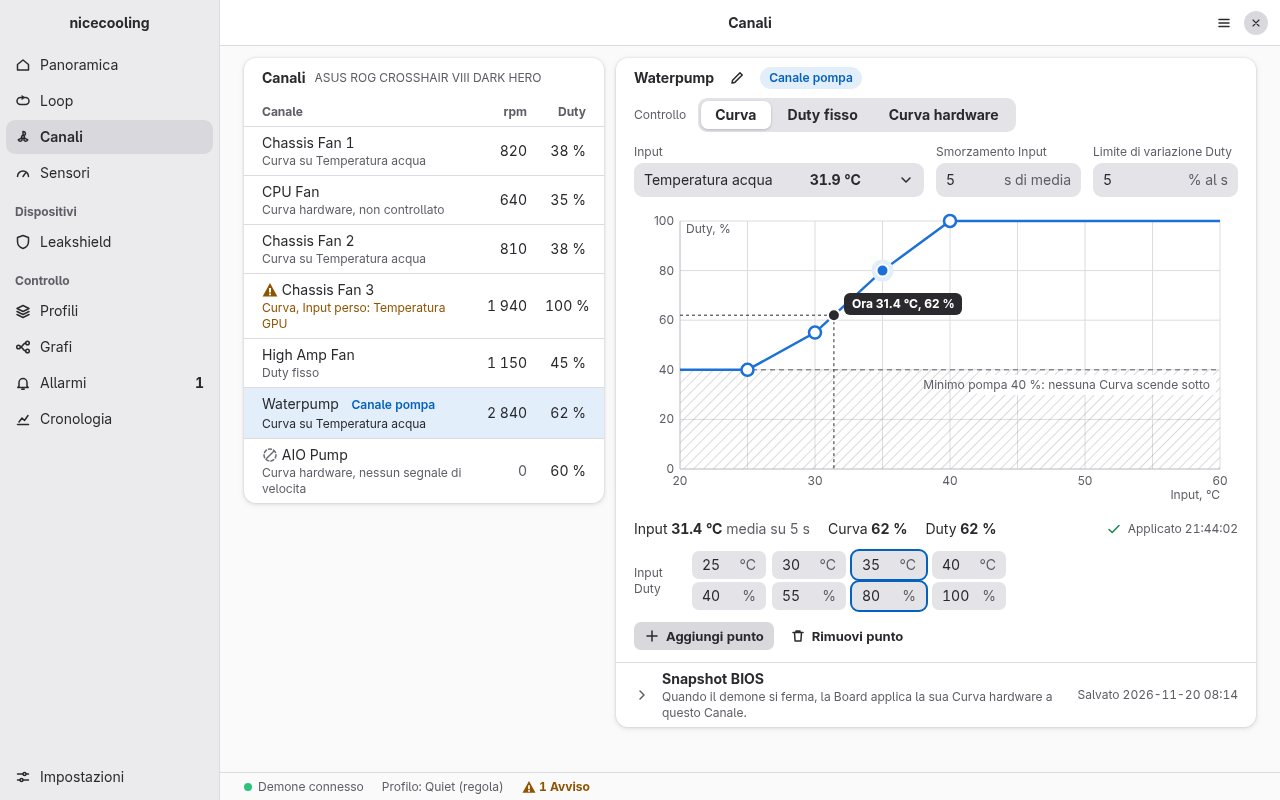 nicecooling
Canali
Panoramica
Loop
Canali
Sensori
Dispositivi
Leakshield
Controllo
Profili
Grafi
Allarmi 1
Cronologia
Impostazioni
Canali ASUS ROG CROSSHAIR VIII DARK HERO
Canale rpm Duty
Chassis Fan 1 820 38 %
Curva su Temperatura acqua
CPU Fan 640 35 %
Curva hardware, non controllato
Chassis Fan 2 810 38 %
Curva su Temperatura acqua
Chassis Fan 3 1 940 100 %
Curva, Input perso: Temperatura
GPU
High Amp Fan 1 150 45 %
Duty fisso
Waterpump Canale pompa 2 840 62 %
Curva su Temperatura acqua
AIO Pump 0 60 %
Curva hardware, nessun segnale di
velocita
Waterpump Canale pompa
Controllo Curva Duty fisso Curva hardware
Input Smorzamento Input Limite di variazione Duty
Temperatura acqua 31.9 °C 5 s di media 5 % al s
100
Duty, %
80
Ora 31.4 °C, 62 %
60
40
Minimo pompa 40 %: nessuna Curva scende sotto
20
0
20 30 40 50 60
Input, °C
Input 31.4 °C media su 5 s Curva 62 % Duty 62 % Applicato 21:44:02
Input 25 °C 30 °C 35 °C 40 °C
Duty 40 % 55 % 80 % 100 %
Aggiungi punto Rimuovi punto
Snapshot BIOS
Quando il demone si ferma, la Board applica la sua Curva hardware a
questo Canale.
Salvato 2026-11-20 08:14
Demone connesso Profilo: Quiet (regola) 1 Avviso